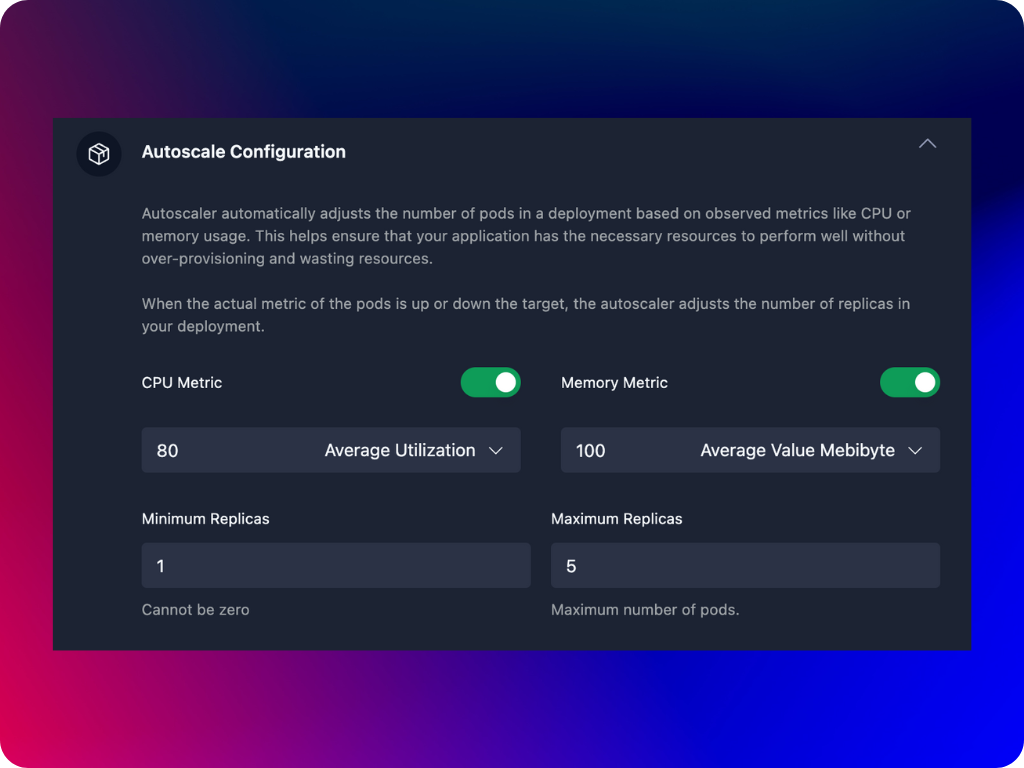 Autoscale Configuration
Autoscaler automatically adjusts the number of pods in a deployment based on observed metrics like CPU or
memory usage. This helps ensure that your application has the necessary resources to perform well without
over-provisioning and wasting resources.
When the actual metric of the pods is up or down the target, the autoscaler adjusts the number of replicas in
your deployment.
CPU Metric
Memory Metric
80 Average Utilization
100 Average Value Mebibyte
Minimum Replicas
Maximum Replicas
1
5
Cannot be zero
Maximum number of pods.